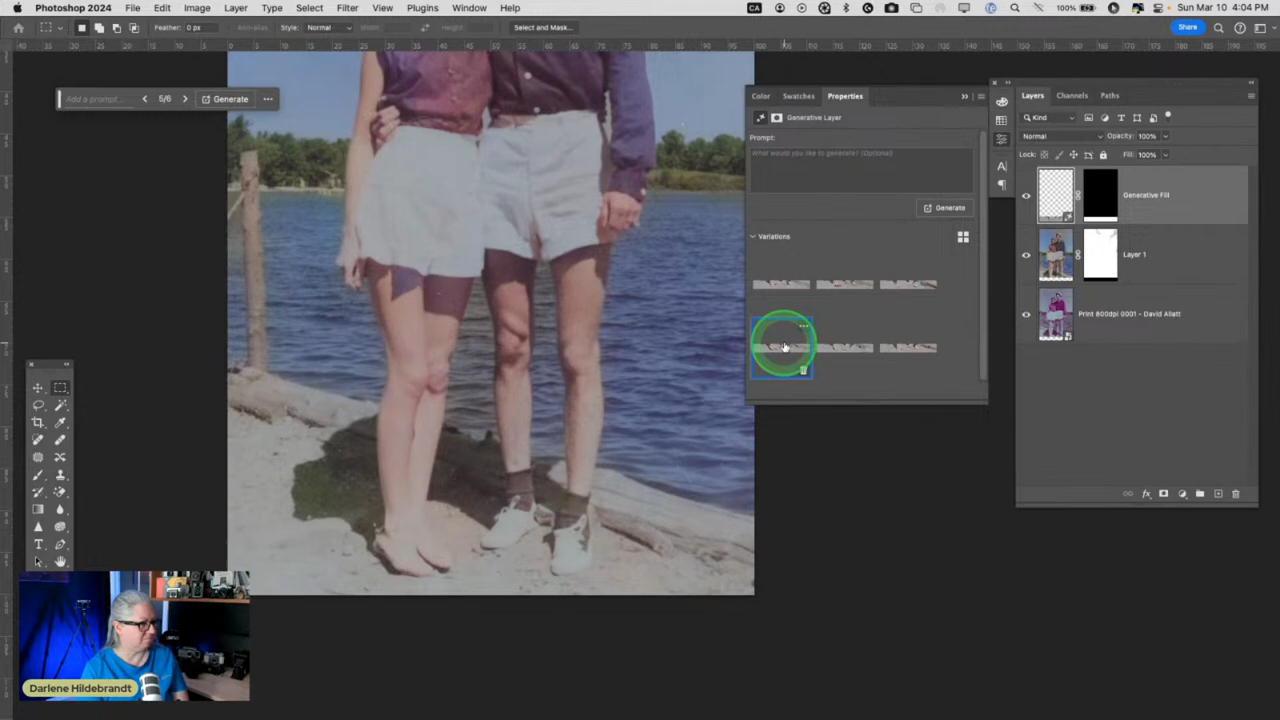 Photoshop 2024 File Edit Image Layer Type Select Filter View Plugins Window Help 100% Sun Mar 10 4:04 PM
Feather: 0 px Anti-alias Style: Normal Width: Height: Select and Mask... Share
Add a prompt... 5/6 Generate
Color Swatches Properties
Generative Layer
Prompt:
What would you like to generate? (Optional)
Generate
Variations
Layers Channels Paths
Kind
Normal Opacity: 100%
Lock: Fill: 100%
Generative Fill
Layer 1
Print 800dpi 0001 - David Allatt
Darlene Hildebrandt